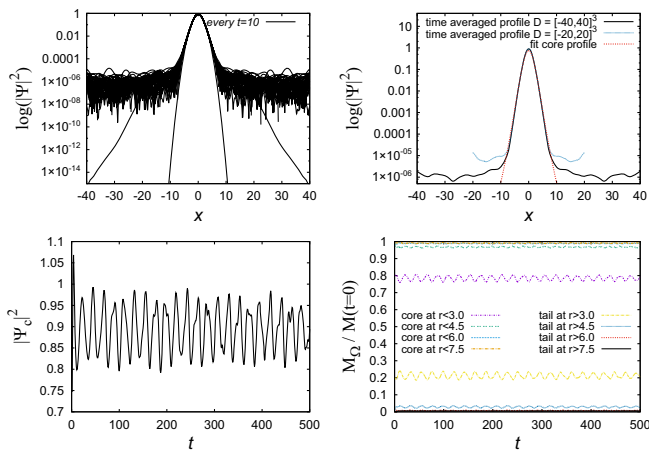 every t=10
1
0.01
0.0001
1×10⁻⁰⁶
1×10⁻⁰⁸
1×10⁻¹⁰
1×10⁻¹²
1×10⁻¹⁴
log(|Ψ|²)
-40 -30 -20 -10 0 10 20 30 40
x
time averaged profile D = [-40,40]³
time averaged profile D = [-20,20]³
fit core profile
10.0
1.0
0.1
0.01
0.001
0.0001
1×10⁻⁰⁵
1×10⁻⁰⁶
log(|Ψ|²)
-40 -30 -20 -10 0 10 20 30 40
x
1.1
1.05
1
0.95
0.9
0.85
0.8
0.75
0.7
|Ψc|²
0 100 200 300 400 500
t
1
0.9
0.8
0.7
0.6
0.5
0.4
0.3
0.2
0.1
0
M_Ω / M(t=0)
core at r<3.0
core at r<4.5
core at r<6.0
core at r<7.5
tail at r>3.0
tail at r>4.5
tail at r>6.0
tail at r>7.5
0 100 200 300 400 500
t